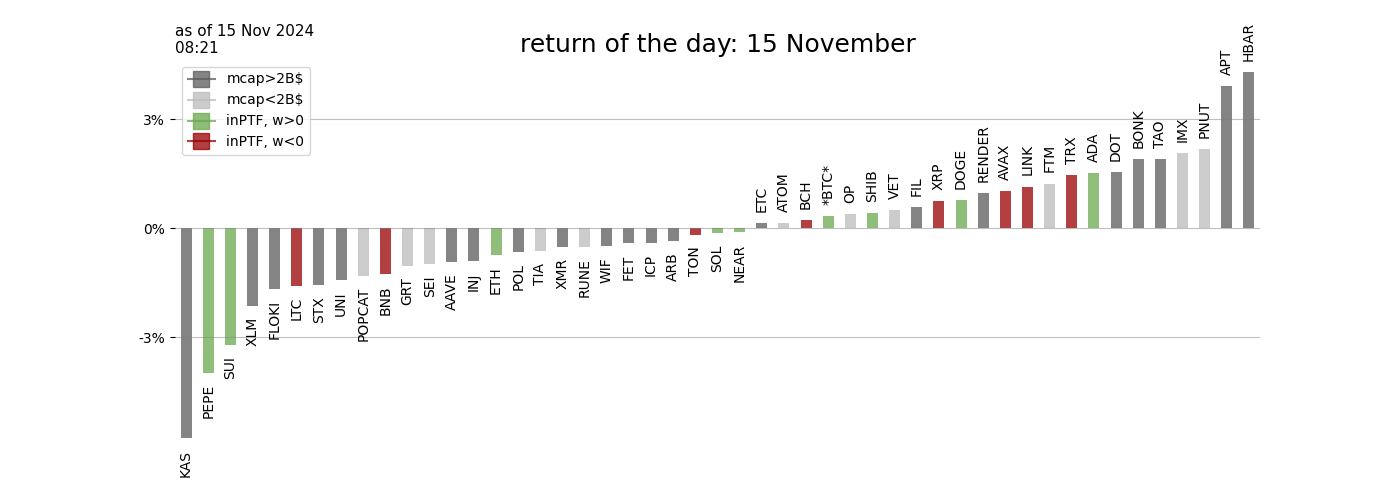 as of 15 Nov 2024
08:21
return of the day: 15 November
mcap>2B$
mcap<2B$
inPTF, w>0
inPTF, w<0
3%
0%
-3%
KAS
PEPE
SUI
XLM
FLOKI
LTC
STX
UNI
POPCAT
BNB
GRT
SEI
AAVE
INJ
ETH
POL
TIA
XMR
RUNE
WIF
FET
ICP
ARB
TON
SOL
NEAR
ETC
ATOM
BCH
*BTC*
OP
SHIB
VET
FIL
XRP
DOGE
RENDER
AVAX
LINK
FTM
TRX
ADA
DOT
BONK
TAO
IMX
PNUT
APT
HBAR